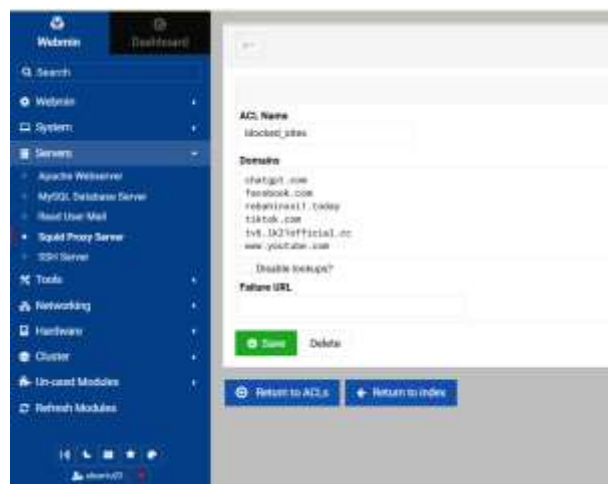 Webmin
Dashboard
Search
Webmin
System
Servers
Apache Webserver
MySQL Database Server
Read User Mail
Squid Proxy Server
SSH Server
Tools
Networking
Hardware
Cluster
Un-used Modules
Refresh Modules
ACL Name
blocked_sites
Domains
chatgpt.com
facebook.com
tiktok.com
www.youtube.com
Disable lookups?
Failure URL
Save
Delete
Return to ACLs
Return to index